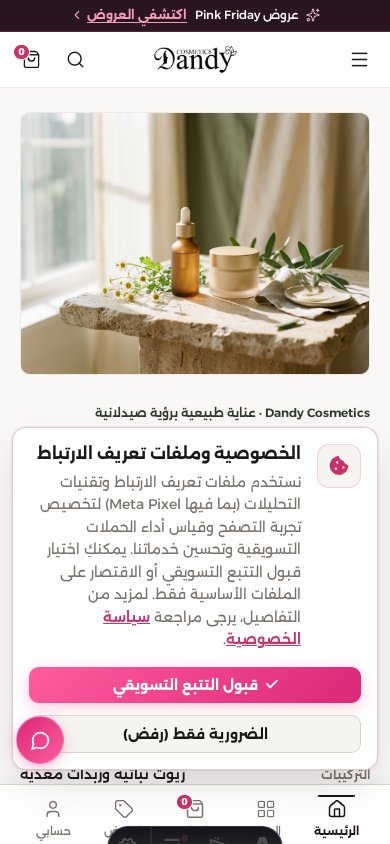 عروض Pink Friday اكتشفي العروض
0
COSMETICS
Dandy
Dandy Cosmetics · عناية طبيعية برؤية صيدلانية
الخصوصية وملفات تعريف الارتباط
نستخدم ملفات تعريف الارتباط وتقنيات
التحليلات (بما فيها Meta Pixel) لتخصيص
تجربة التصفح وقياس أداء الحملات
التسويقية وتحسين خدماتنا. يمكنكِ اختيار
قبول التتبع التسويقي أو الاقتصار على
الملفات الأساسية فقط. لمزيد من
التفاصيل، يرجى مراجعة سياسة
الخصوصية.
قبول التتبع التسويقي
الضرورية فقط (رفض)
التركيبات
زيوت نباتية وزبدات مغذية
0
الرئيسية
حسابي